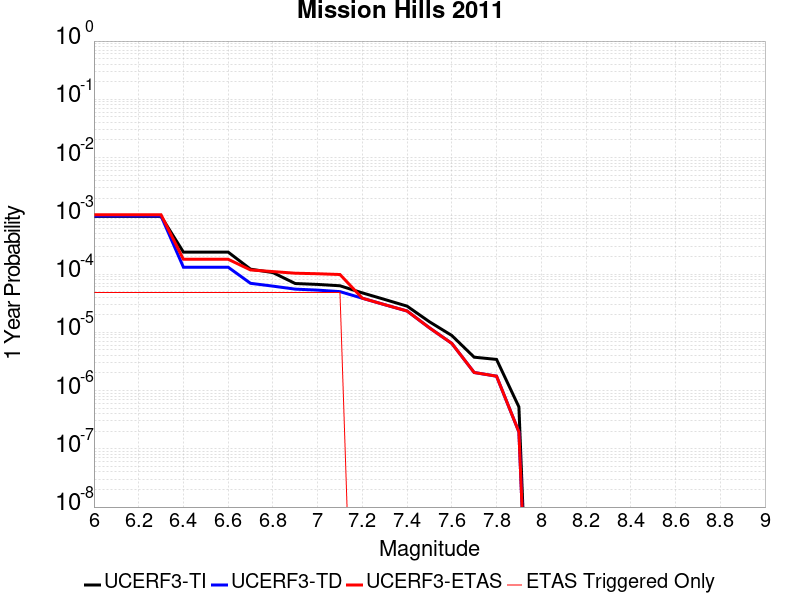 Mission Hills 2011
10^0
10^-1
10^-2
10^-3
10^-4
10^-5
10^-6
10^-7
10^-8
1 Year Probability
6 6.2 6.4 6.6 6.8 7 7.2 7.4 7.6 7.8 8 8.2 8.4 8.6 8.8 9
Magnitude
UCERF3-TI UCERF3-TD UCERF3-ETAS ETAS Triggered Only